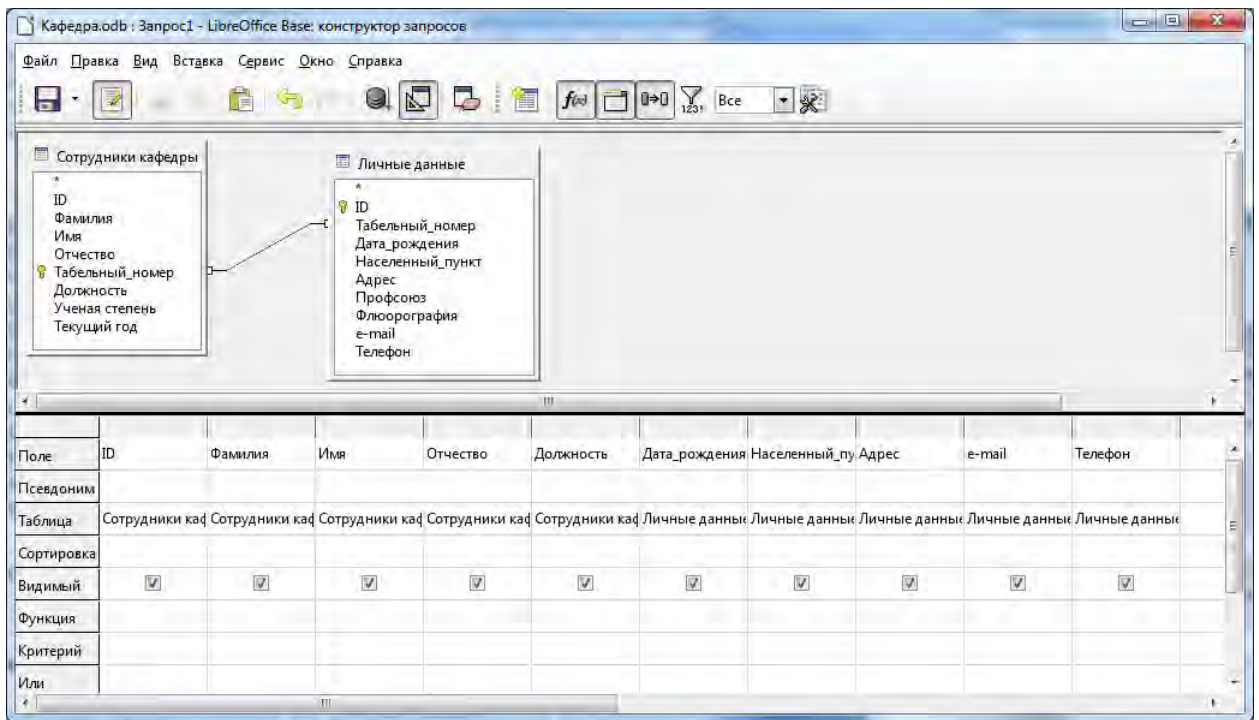 Кафедра.odb : Запрос1 - LibreOffice Base: конструктор запросов
Файл Правка Вид Вставка Сервис Окно Справка
f(x) 123! Все
Сотрудники кафедры
*
ID
Фамилия
Имя
Отчество
Табельный_номер
Должность
Ученая степень
Текущий год
Личные данные
*
ID
Табельный_номер
Дата_рождения
Населенный_пункт
Адрес
Профсоюз
Флюорография
e-mail
Телефон
Поле ID Фамилия Имя Отчество Должность Дата_рождения Населенный_пу Адрес e-mail Телефон
Псевдоним
Таблица Сотрудники каф Сотрудники каф Сотрудники каф Сотрудники каф Сотрудники каф Личные данные Личные данные Личные данные Личные данные Личные данные
Сортировка
Видимый
Функция
Критерий
Или